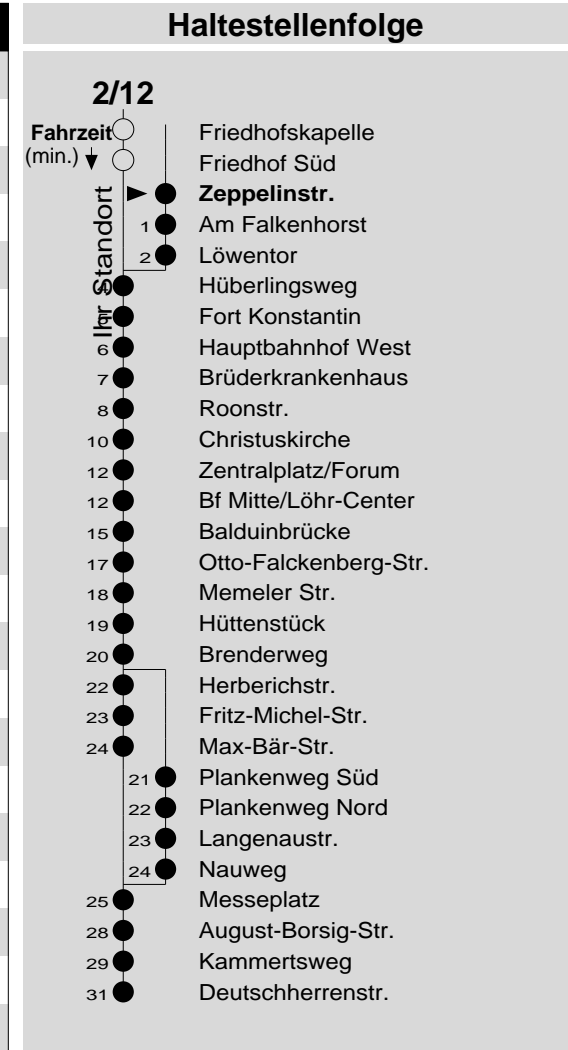 Haltestellenfolge
2/12
Fahrzeit Friedhofskapelle
(min.) Friedhof Süd
Ihr Standort
Zeppelinstr.
1 Am Falkenhorst
2 Löwentor
4 Hüberlingsweg
Fort Konstantin
6 Hauptbahnhof West
7 Brüderkrankenhaus
8 Roonstr.
10 Christuskirche
12 Zentralplatz/Forum
12 Bf Mitte/Löhr-Center
15 Balduinbrücke
17 Otto-Falckenberg-Str.
18 Memeler Str.
19 Hüttenstück
20 Brenderweg
22 Herberichstr.
23 Fritz-Michel-Str.
24 Max-Bär-Str.
21 Plankenweg Süd
22 Plankenweg Nord
23 Langenaustr.
24 Nauweg
25 Messeplatz
28 August-Borsig-Str.
29 Kammertsweg
31 Deutschherrenstr.